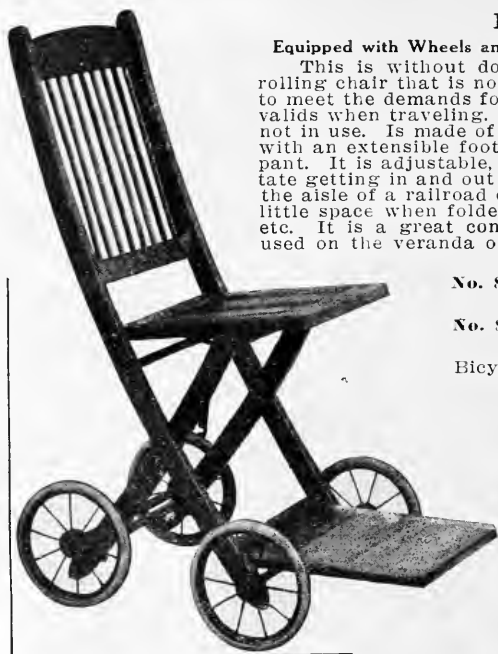 Equipped with Wheels an
This is without do
rolling chair that is no
to meet the demands fo
valids when traveling.
not in use. Is made of
with an extensible foot
pant. It is adjustable,
tate getting in and out
the aisle of a railroad c
little space when folde
etc. It is a great con
used on the veranda o
No. 
No. 
Bicyc